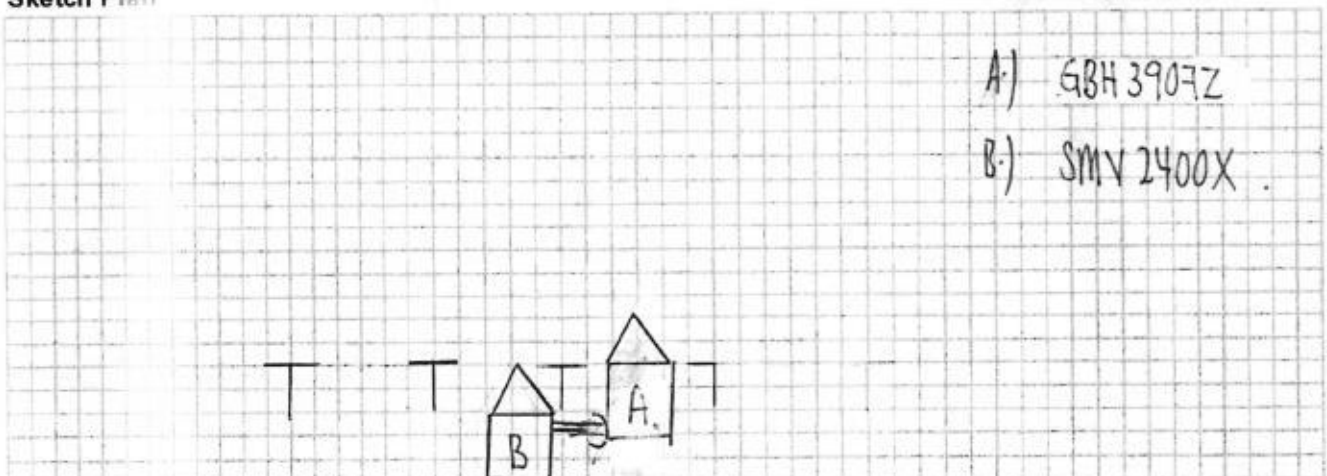 Sketch Plan
A.) GBH 3907Z
B.) SMV 2400X.
A.
B